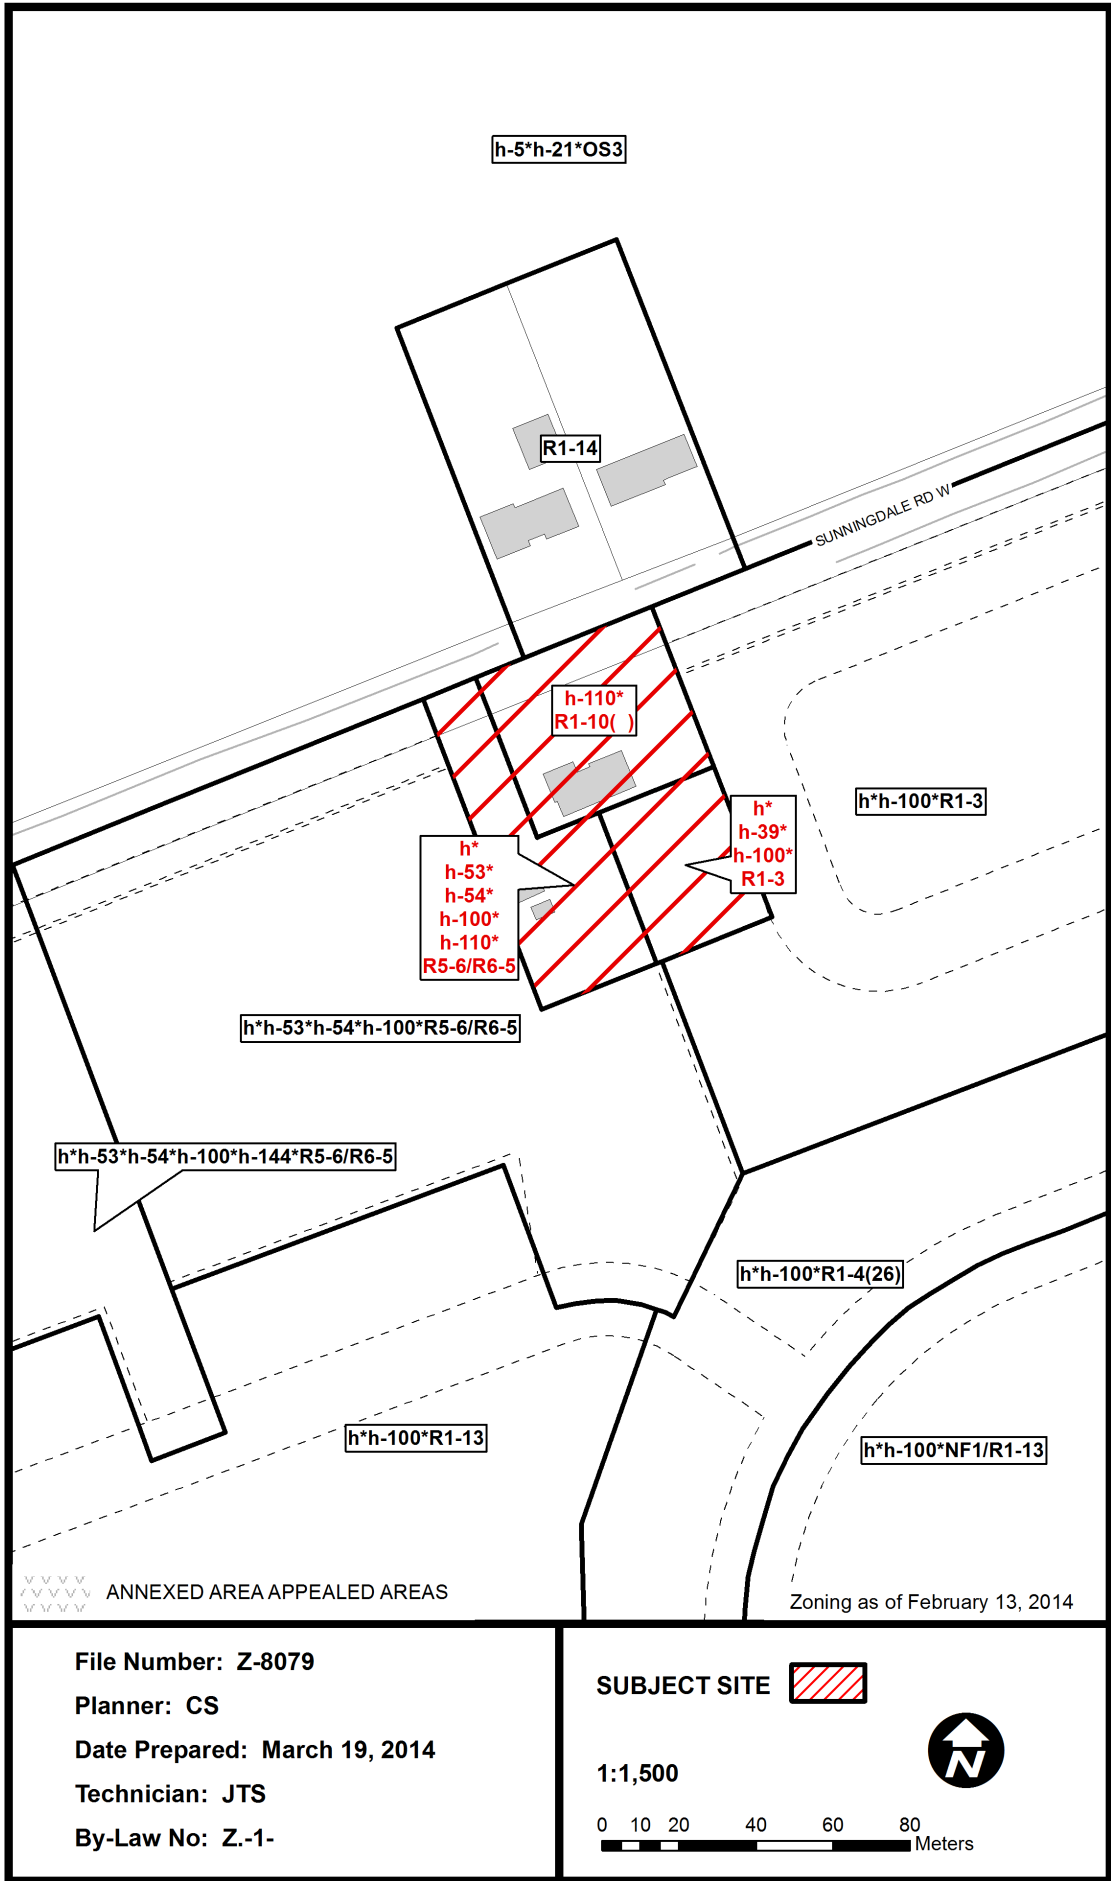 h-5*h-21*OS3
R1-14
SUNNINGDALE RD W
h-110*
R1-10( )
h*h-100*R1-3
h*
h-39*
h-100*
R1-3
h*
h-53*
h-54*
h-100*
h-110*
R5-6/R6-5
h*h-53*h-54*h-100*R5-6/R6-5
h*h-53*h-54*h-100*h-144*R5-6/R6-5
h*h-100*R1-4(26)
h*h-100*R1-13
h*h-100*NF1/R1-13
ANNEXED AREA APPEALED AREAS
Zoning as of February 13, 2014
File Number: Z-8079
Planner: CS
Date Prepared: March 19, 2014
Technician: JTS
By-Law No: Z.-1-
SUBJECT SITE
N
1:1,500
0 10 20 40 60 80
Meters